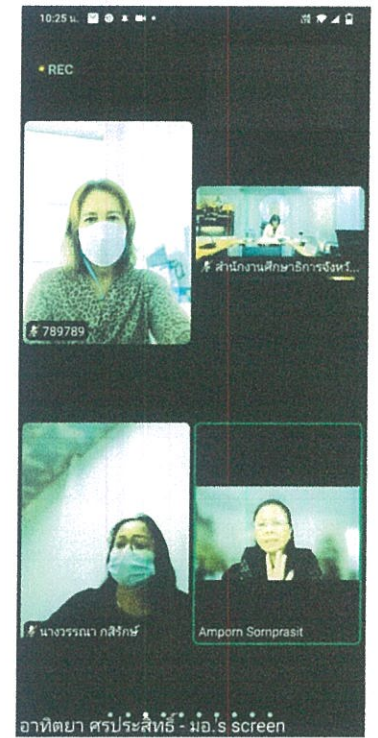 10:25 น.
REC
789789
สำนักงานศึกษาธิการจังหวั...
นางวรรณา กสิรักษ์
Amporn Sornprasit
อาทิตยา ศรประสิทธิ์ - มอ.'s screen